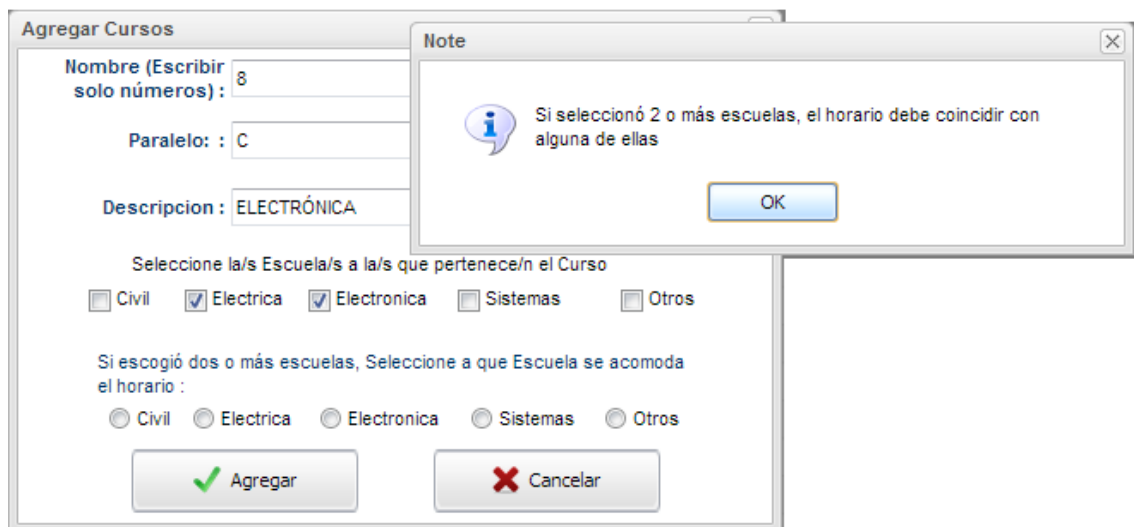 Agregar Cursos
Nombre (Escribir
solo números) :
8
Paralelo: :
C
Descripcion :
ELECTRÓNICA
Seleccione la/s Escuela/s a la/s que pertenece/n el Curso
Civil Electrica Electronica Sistemas Otros
Si escogió dos o más escuelas, Seleccione a que Escuela se acomoda
el horario :
Civil Electrica Electronica Sistemas Otros
Agregar Cancelar
Note
Si seleccionó 2 o más escuelas, el horario debe coincidir con
alguna de ellas
OK